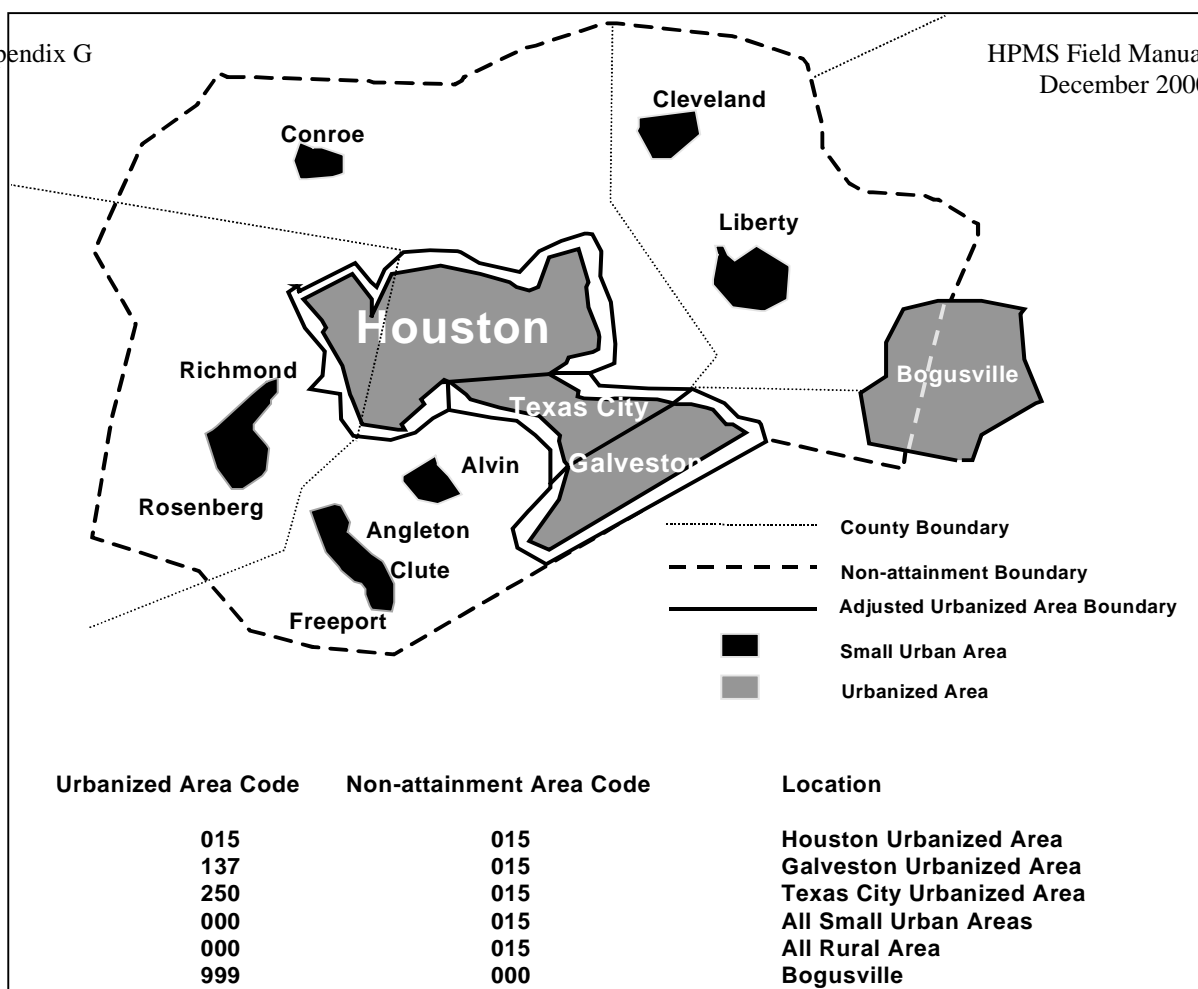 pendix G
HPMS Field Manua
December 2000
Cleveland
Conroe
Liberty
Houston
Richmond
Bogusville
Texas City
Galveston
Alvin
Rosenberg
Angleton
Clute
Freeport
County Boundary
Non-attainment Boundary
Adjusted Urbanized Area Boundary
Small Urban Area
Urbanized Area
Urbanized Area Code Non-attainment Area Code Location
015 015 Houston Urbanized Area
137 015 Galveston Urbanized Area
250 015 Texas City Urbanized Area
000 015 All Small Urban Areas
000 015 All Rural Area
999 000 Bogusville